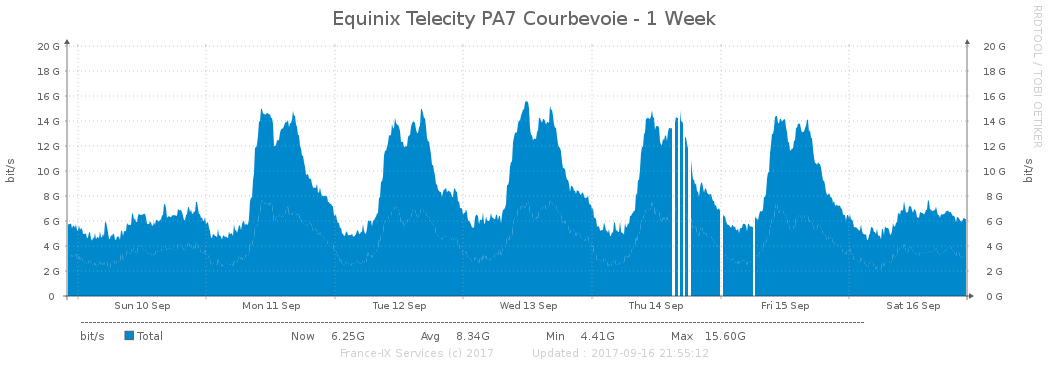 Equinix Telecity PA7 Courbevoie - 1 Week
RRDTOOL / TOBI OETIKER
bit/s
20 G
18 G
16 G
14 G
12 G
10 G
8 G
6 G
4 G
2 G
0
20 G
18 G
16 G
14 G
12 G
10 G
8 G
6 G
4 G
2 G
0 G
bit/s
Sun 10 Sep Mon 11 Sep Tue 12 Sep Wed 13 Sep Thu 14 Sep Fri 15 Sep Sat 16 Sep
bit/s Total Now 6.25G Avg 8.34G Min 4.41G Max 15.60G
France-IX Services (c) 2017 Updated : 2017-09-16 21:55:12